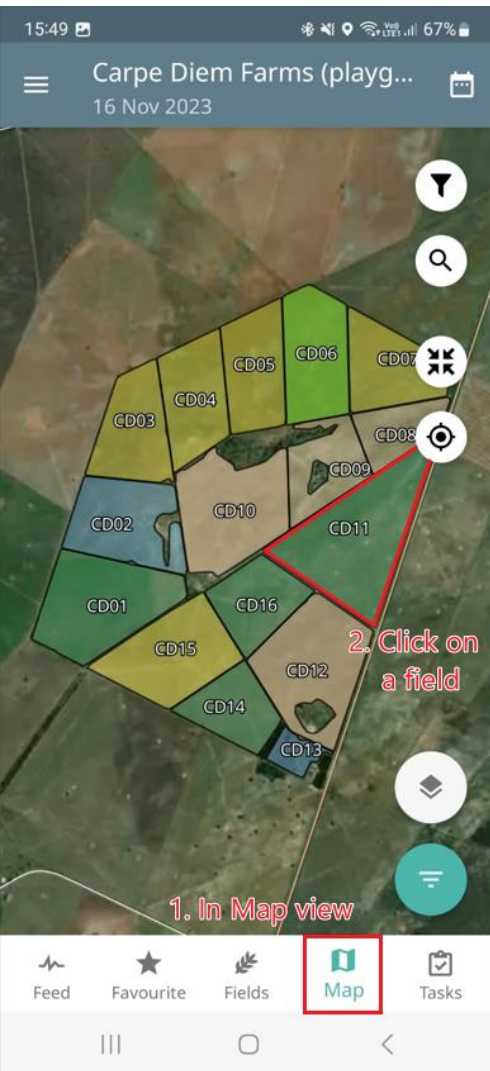 15:49
Vo))
LTE1
67%
Carpe Diem Farms (playg...
16 Nov 2023
CD06
CD05
CD07
CD04
CD03
CD08
CD09
CD10
CD02
CD11
CD01
CD16
2. Click on
a field
CD15
CD12
CD14
CD13
1. In Map view
Feed
Favourite
Fields
Map
Tasks